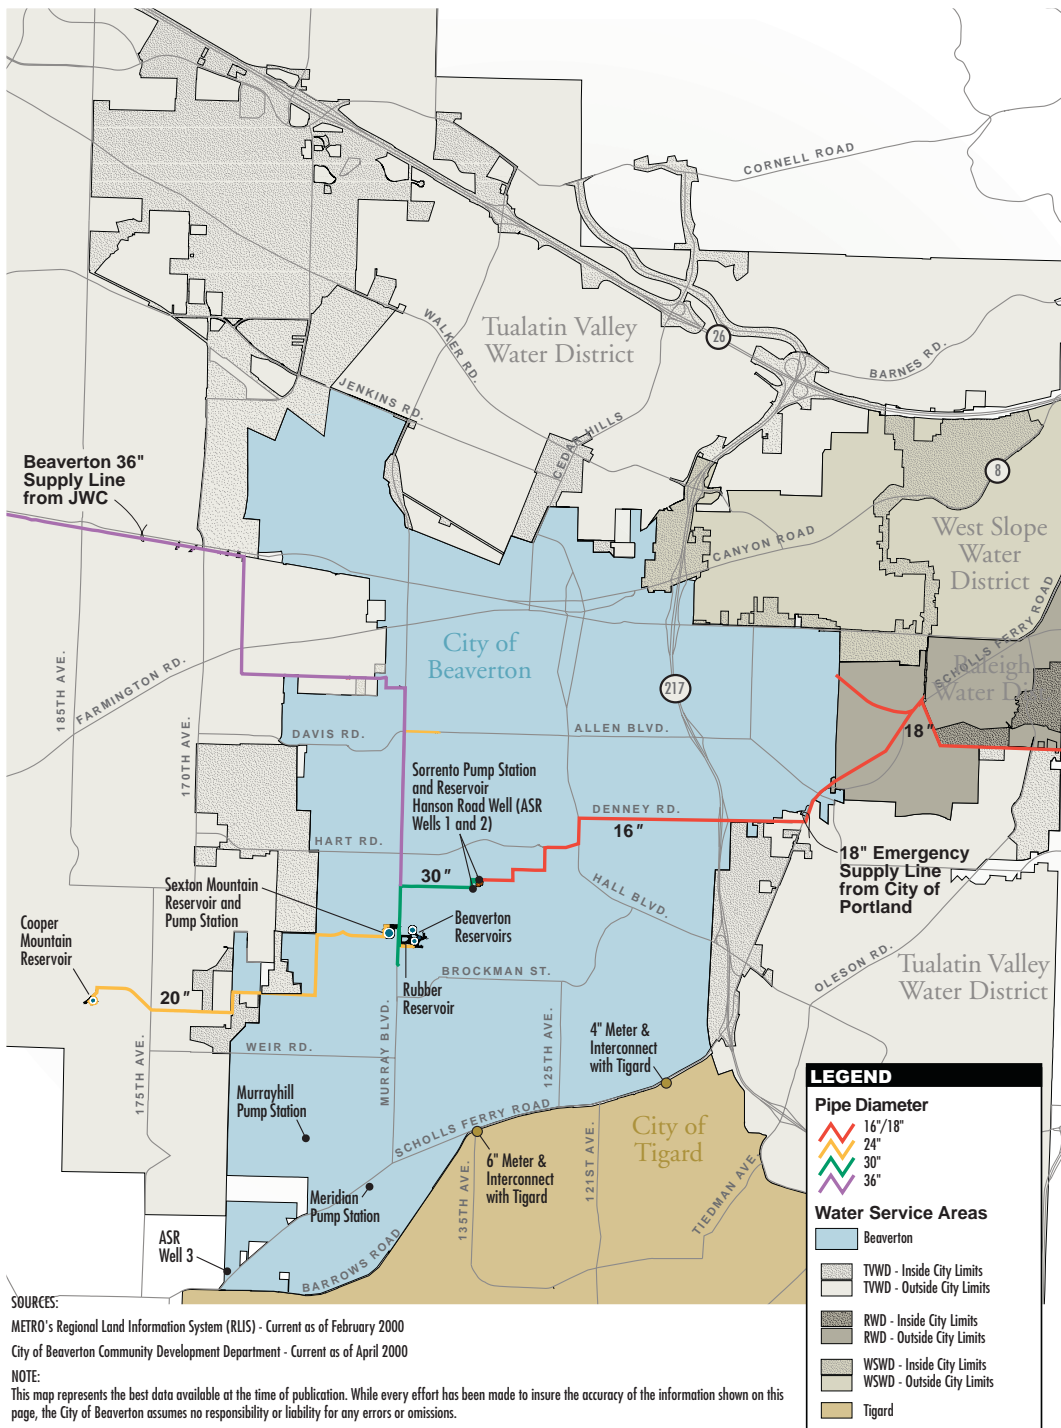 CORNELL ROAD
Tualatin Valley
Water District
26
WALKER RD.
BARNES RD.
JENKINS RD.
CEDAR HILLS
Beaverton 36"
Supply Line
from JWC
8
CANYON ROAD
West Slope
Water
District
SCHOLLS FERRY ROAD
City of
Beaverton
Raleigh
Water Di
185TH AVE.
FARMINGTON RD.
217
170TH AVE.
DAVIS RD.
ALLEN BLVD.
18"
Sorrento Pump Station
and Reservoir
Hanson Road Well (ASR
Wells 1 and 2)
DENNEY RD.
16"
HART RD.
18" Emergency
Supply Line
from City of
Portland
30"
HALL BLVD.
Sexton Mountain
Reservoir and
Pump Station
Cooper
Mountain
Reservoir
Beaverton
Reservoirs
OLESON RD.
Tualatin Valley
Water District
BROCKMAN ST.
20"
Rubber
Reservoir
MURRAY BLVD.
125TH AVE.
4" Meter &
Interconnect
with Tigard
175TH AVE.
WEIR RD.
Murrayhill
Pump Station
SCHOLLS FERRY ROAD
City of
Tigard
121ST AVE.
6" Meter &
Interconnect
with Tigard
135TH AVE.
TIEDMAN AVE.
Meridian
Pump Station
ASR
Well 3
BARROWS ROAD
LEGEND
Pipe Diameter
16"/18"
24"
30"
36"
Water Service Areas
Beaverton
TVWD - Inside City Limits
TVWD - Outside City Limits
RWD - Inside City Limits
RWD - Outside City Limits
WSWD - Inside City Limits
WSWD - Outside City Limits
Tigard
SOURCES:
METRO's Regional Land Information System (RLIS) - Current as of February 2000
City of Beaverton Community Development Department - Current as of April 2000
NOTE:
This map represents the best data available at the time of publication. While every effort has been made to insure the accuracy of the information shown on this
page, the City of Beaverton assumes no responsibility or liability for any errors or omissions.